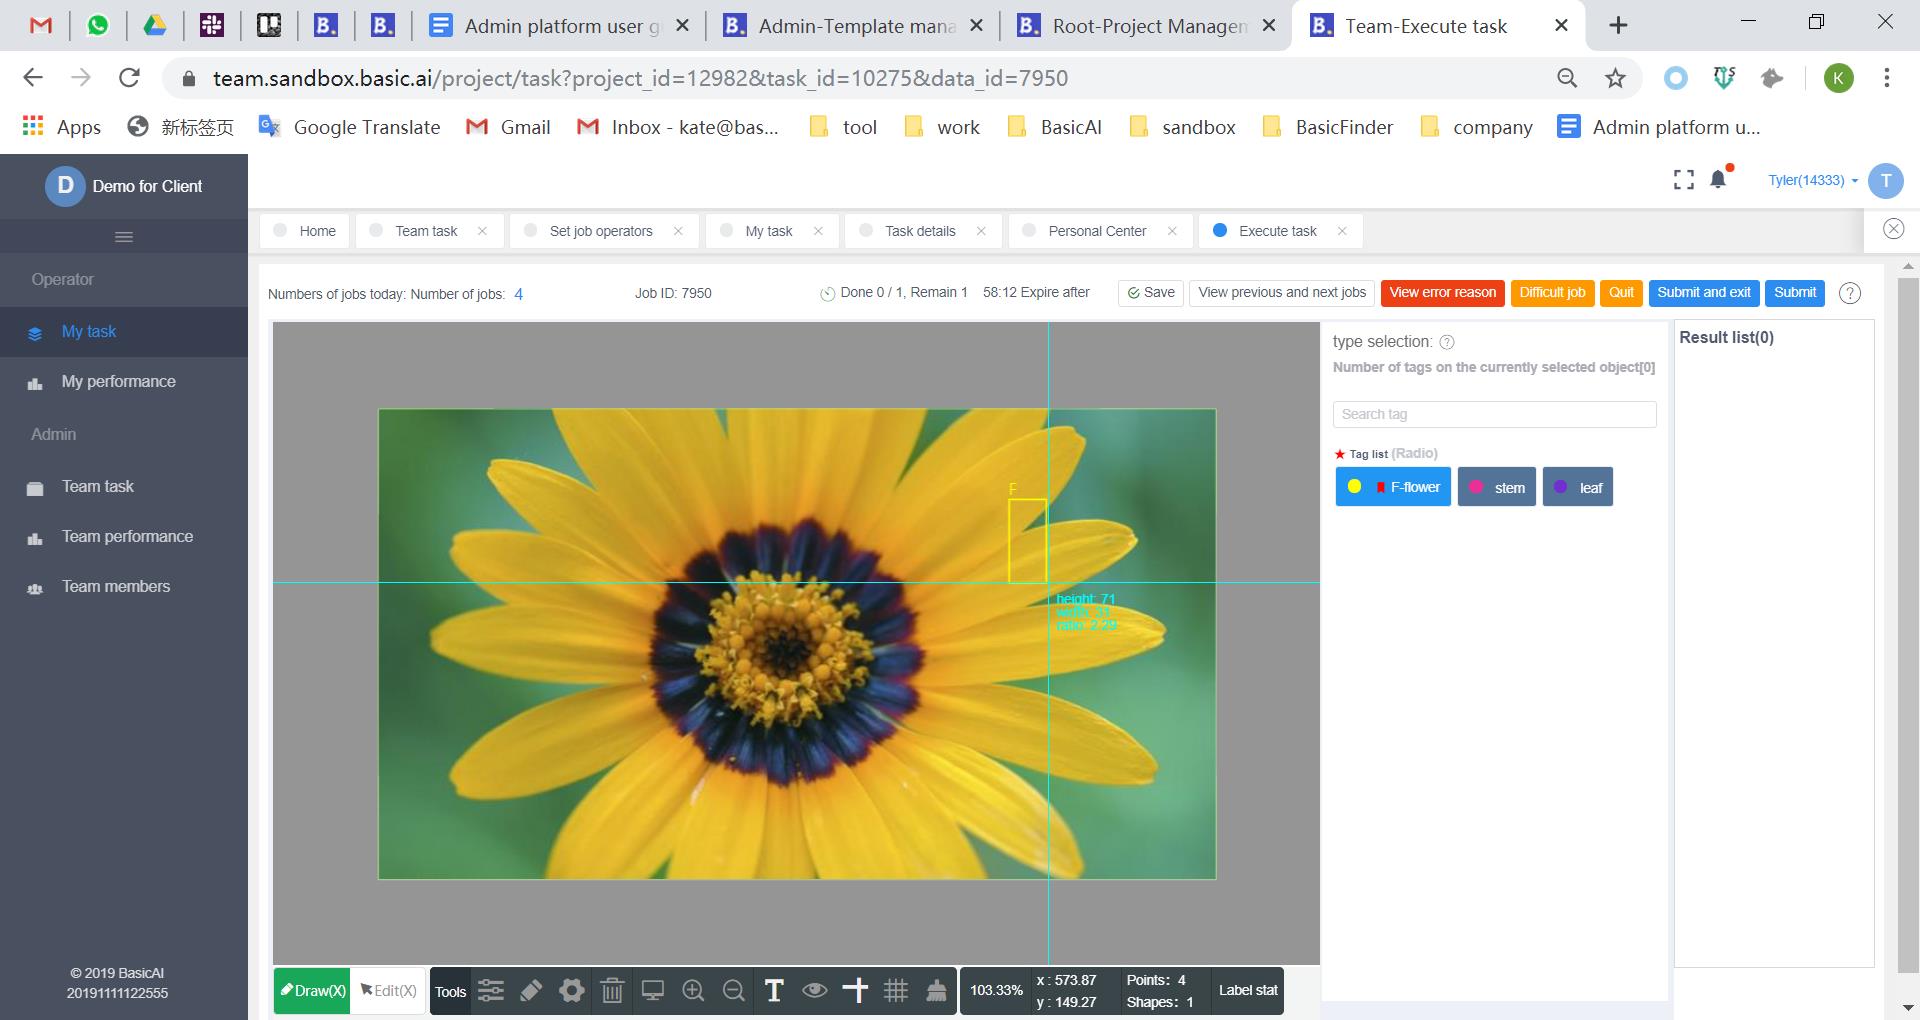 Admin platform user g
Admin-Template mana
Root-Project Managem
Team-Execute task
team.sandbox.basic.ai/project/task?project_id=12982&task_id=10275&data_id=7950
K
Apps
新标签页
Google Translate
Gmail
Inbox - kate@bas...
tool
work
BasicAI
sandbox
BasicFinder
company
Admin platform u...
D
Demo for Client
Tyler(14333)
T
Home
Team task
Set job operators
My task
Task details
Personal Center
Execute task
Operator
My task
My performance
Admin
Team task
Team performance
Team members
© 2019 BasicAI
20191111122555
Numbers of jobs today: Number of jobs: 4
Job ID: 7950
Done 0 / 1, Remain 1
58:12 Expire after
Save
View previous and next jobs
View error reason
Difficult job
Quit
Submit and exit
Submit
F
height: 71
width: 31
ratio: 2.29
type selection:
Number of tags on the currently selected object[0]
Search tag
Tag list (Radio)
F-flower
stem
leaf
Result list(0)
Draw(X)
Edit(X)
Tools
T
103.33%
x : 573.87
y : 149.27
Points: 4
Shapes: 1
Label stat